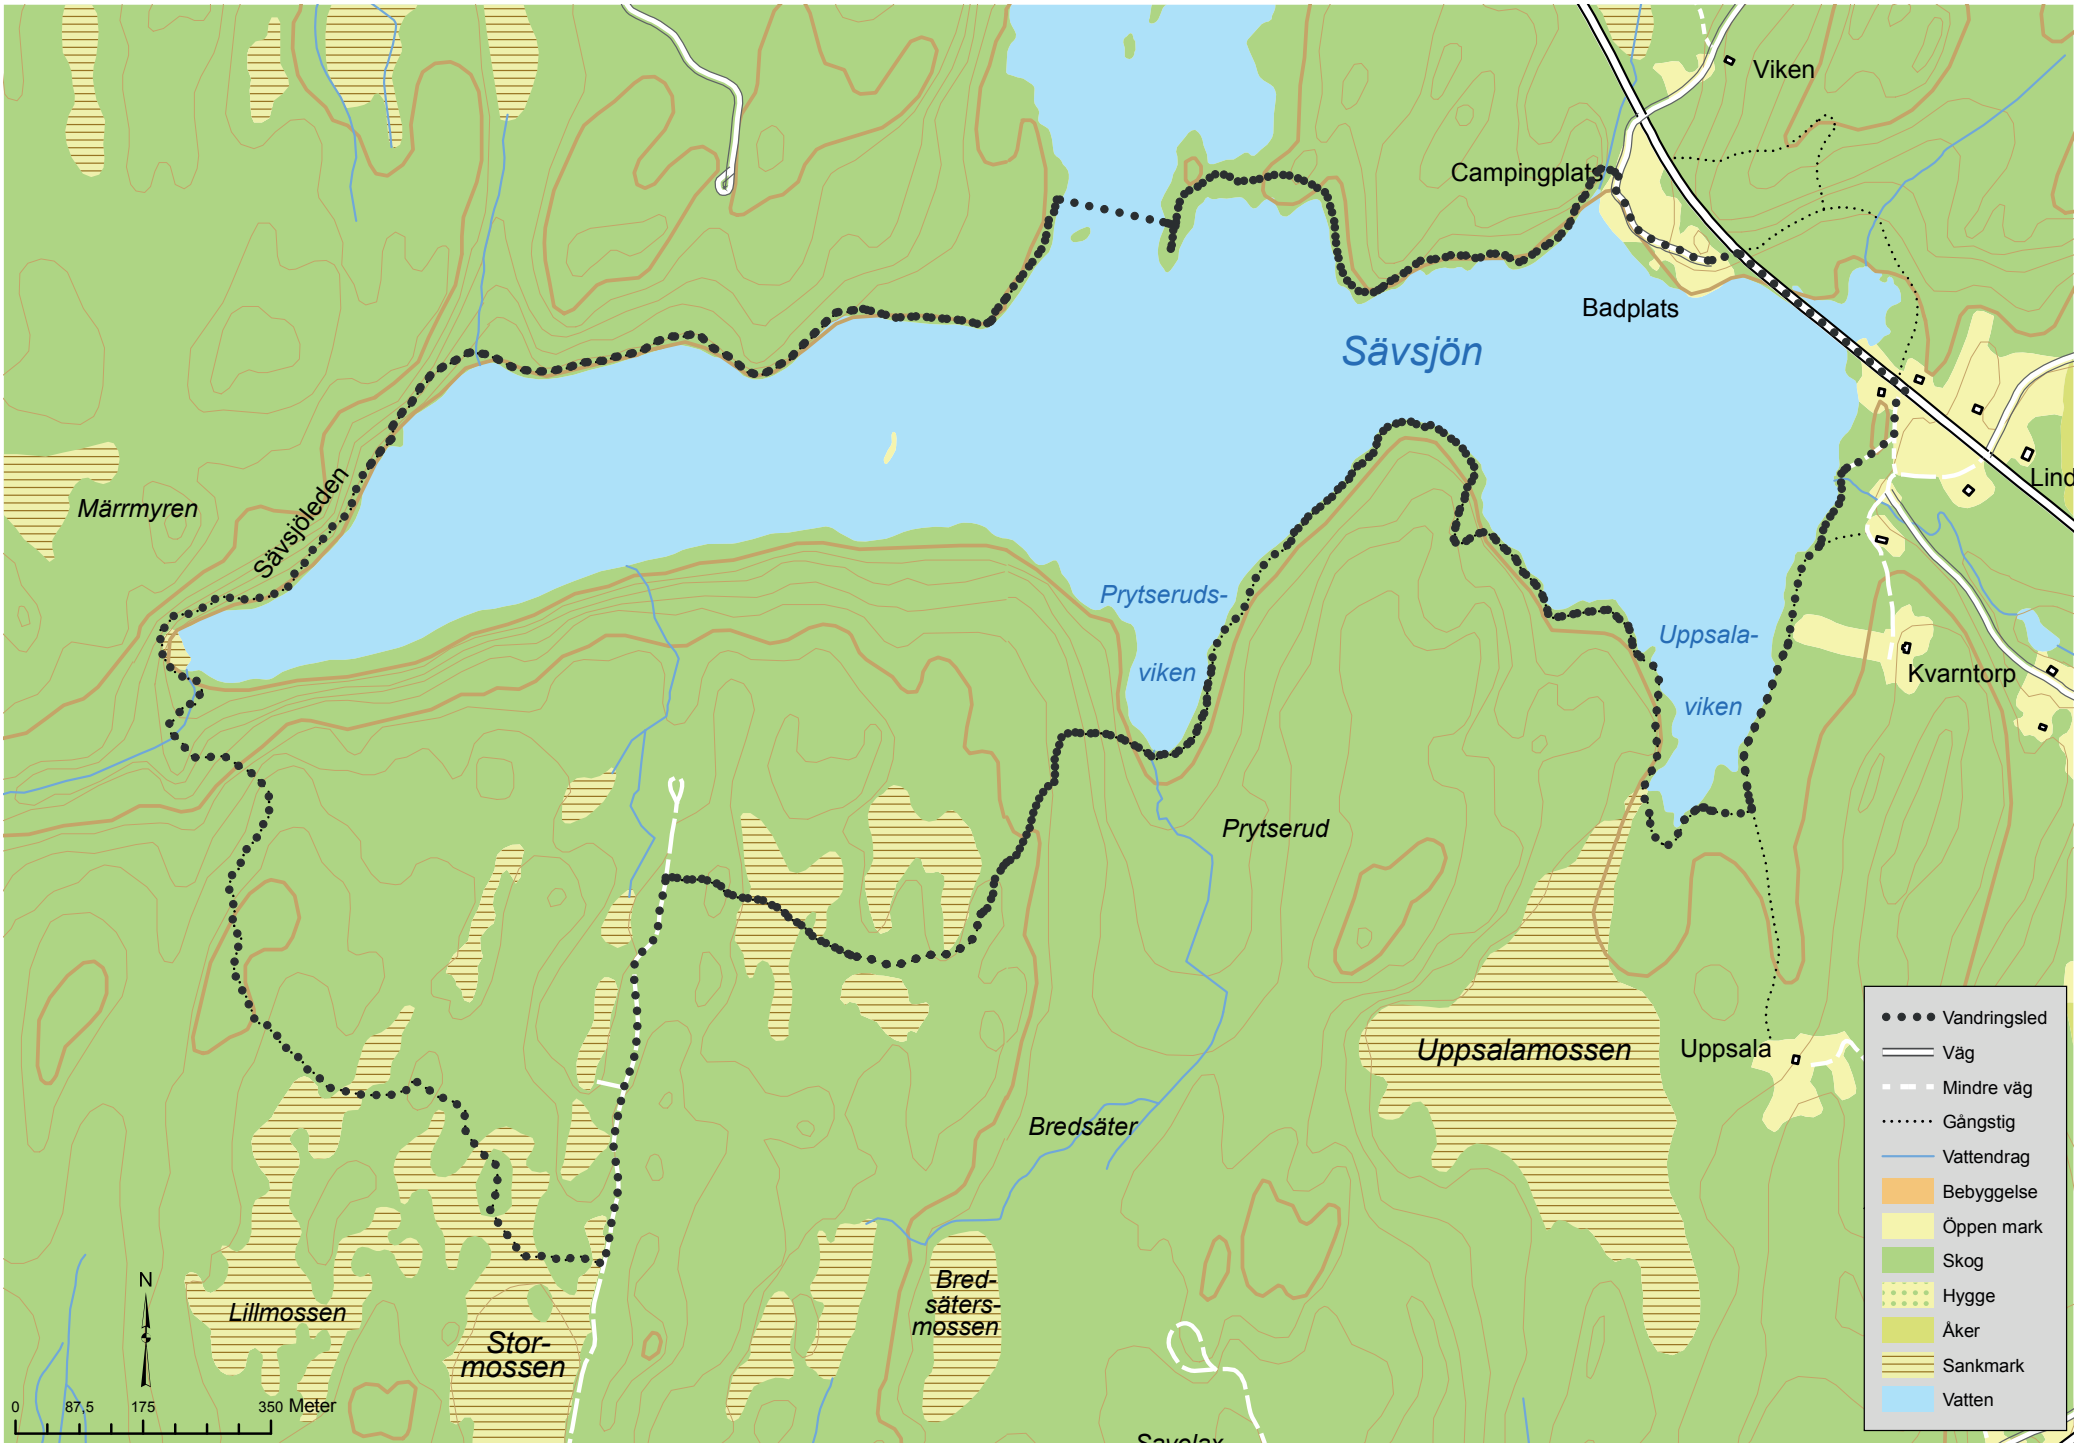 Viken
Campingplats
Badplats
Sävsjön
Lind
Märrmyren
Sävsjöleden
Prytseruds-
viken
Uppsala-
viken
Kvarntorp
Prytserud
Uppsalamossen
Uppsala
Bredsäter
Bred-
säters-
mossen
Lillmossen
Stor-
mossen
Savolax
N
0 87,5 175 350 Meter
Vandringsled
Väg
Mindre väg
Gångstig
Vattendrag
Bebyggelse
Öppen mark
Skog
Hygge
Åker
Sankmark
Vatten